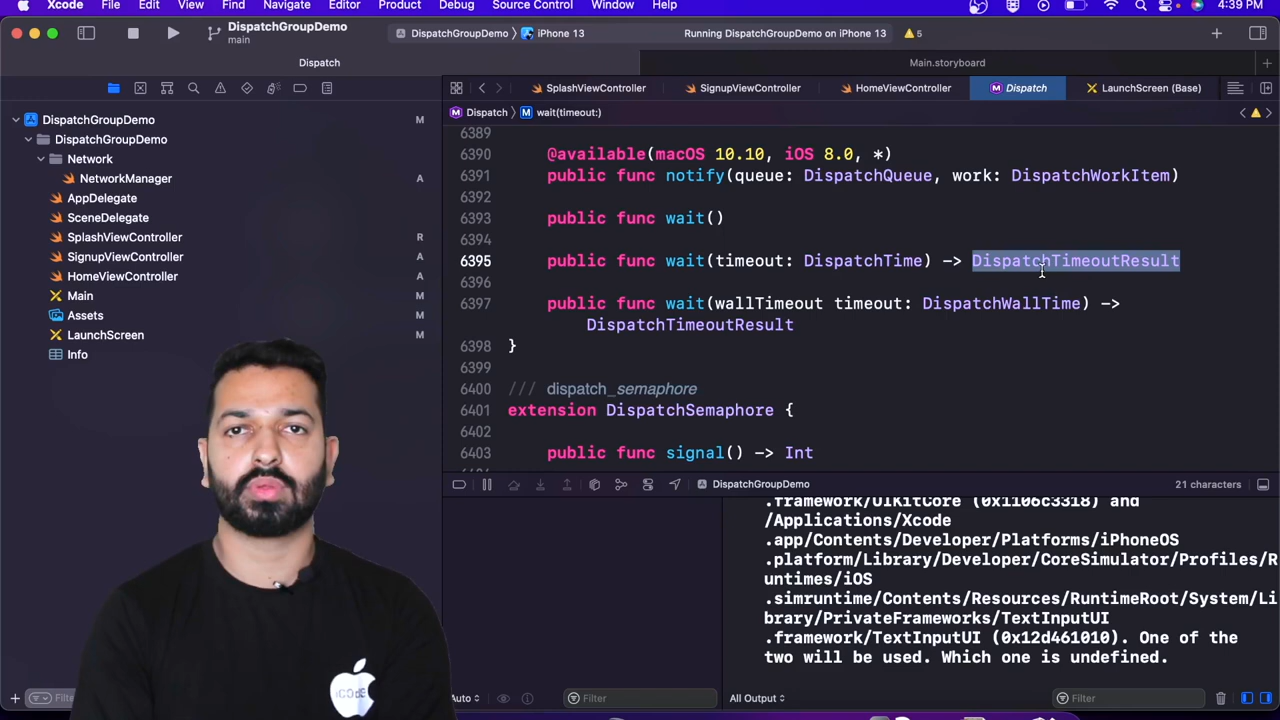 Xcode File Edit View Find Navigate Editor Product Debug Source Control Window Help 4:39 PM
DispatchGroupDemo
main
DispatchGroupDemo iPhone 13
Running DispatchGroupDemo on iPhone 13
5
Dispatch
Main.storyboard
SplashViewController
SignupViewController
HomeViewController
Dispatch
LaunchScreen (Base)
Dispatch wait(timeout:)
DispatchGroupDemo M
DispatchGroupDemo
Network
NetworkManager A
AppDelegate
SceneDelegate
SplashViewController R
SignupViewController A
HomeViewController A
Main M
Assets M
LaunchScreen M
Info
6389
6390 @available(macOS 10.10, iOS 8.0, *)
6391 public func notify(queue: DispatchQueue, work: DispatchWorkItem)
6392
6393 public func wait()
6394
6395 public func wait(timeout: DispatchTime) -> DispatchTimeoutResult
6396
6397 public func wait(wallTimeout timeout: DispatchWallTime) ->
DispatchTimeoutResult
6398 }
6399
6400 /// dispatch_semaphore
6401 extension DispatchSemaphore {
6402
6403 public func signal() -> Int
DispatchGroupDemo
21 characters
.framework/UIKitCore (0x1106c3318) and
/Applications/Xcode
.app/Contents/Developer/Platforms/iPhoneOS
.platform/Library/Developer/CoreSimulator/Profiles/R
untimes/iOS
.simruntime/Contents/Resources/RuntimeRoot/System/Li
brary/PrivateFrameworks/TextInputUI
.framework/TextInputUI (0x12d461010). One of the
two will be used. Which one is undefined.
Auto
Filter
All Output
Filter